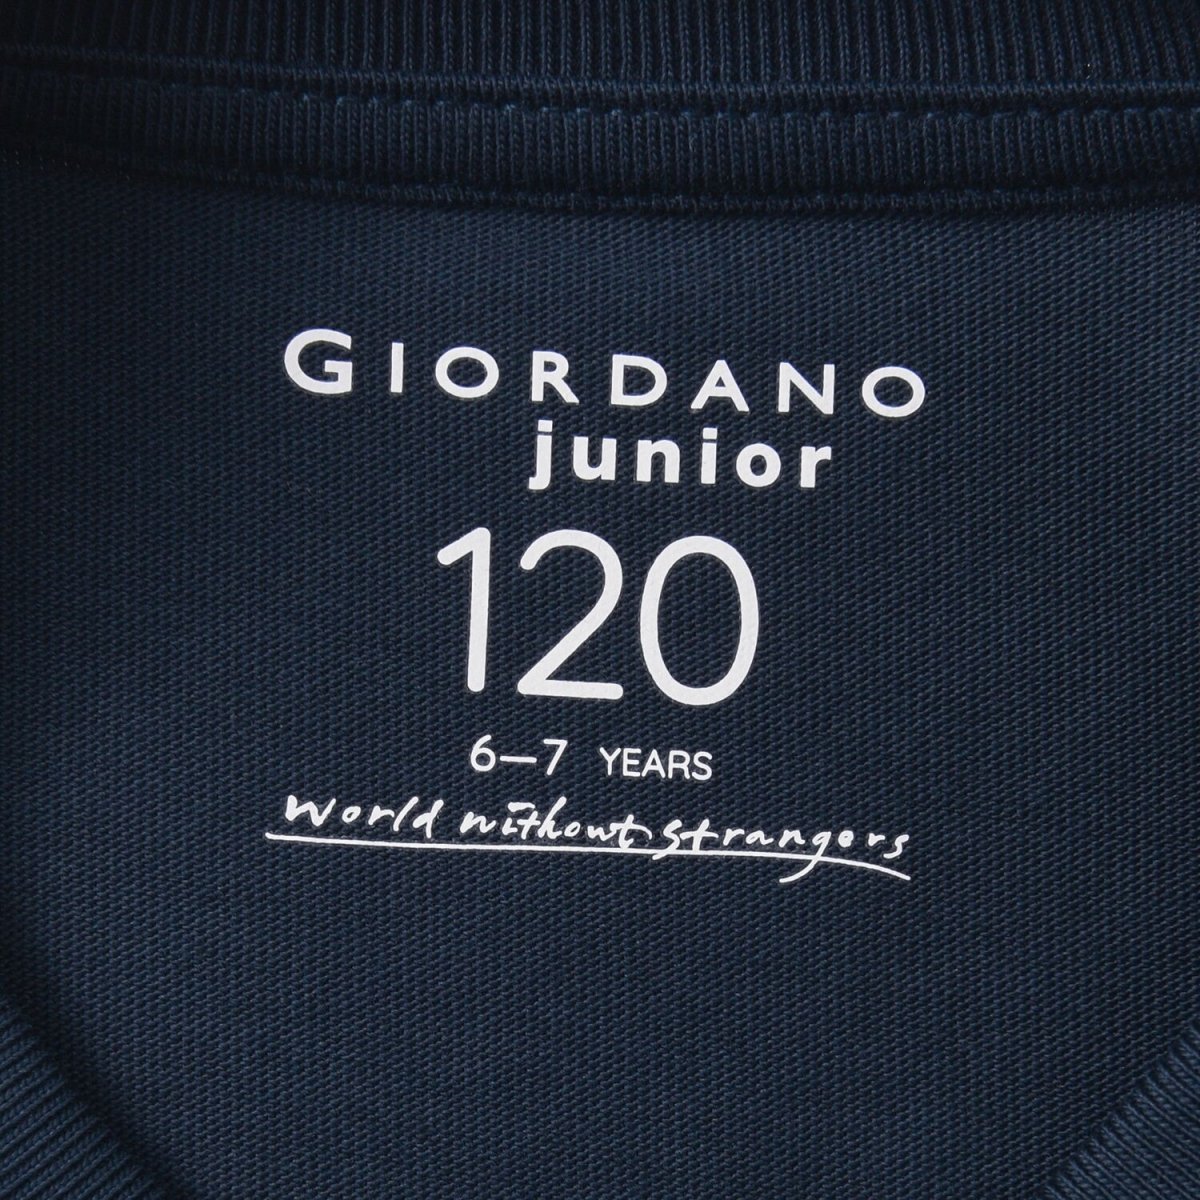 GIORDANO
junior
120
6–7 YEARS
World without strangers